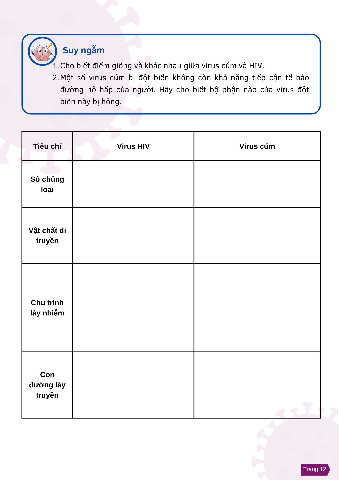 Suy ngẫm
1. Cho biết điểm giống và khác nhau giữa virus cúm và HIV.
2. Một số virus cúm bị đột biến không còn khả năng tiếp cận tế bào
đường hô hấp của người. Hãy cho biết bộ phận nào của virus đột
biến này bị hỏng.
Tiêu chí Virus HIV Virus cúm
Số chủng
loại
Vật chất di
truyền
Chu trình
lây nhiễm
Con
đường lây
truyền
Trang 12